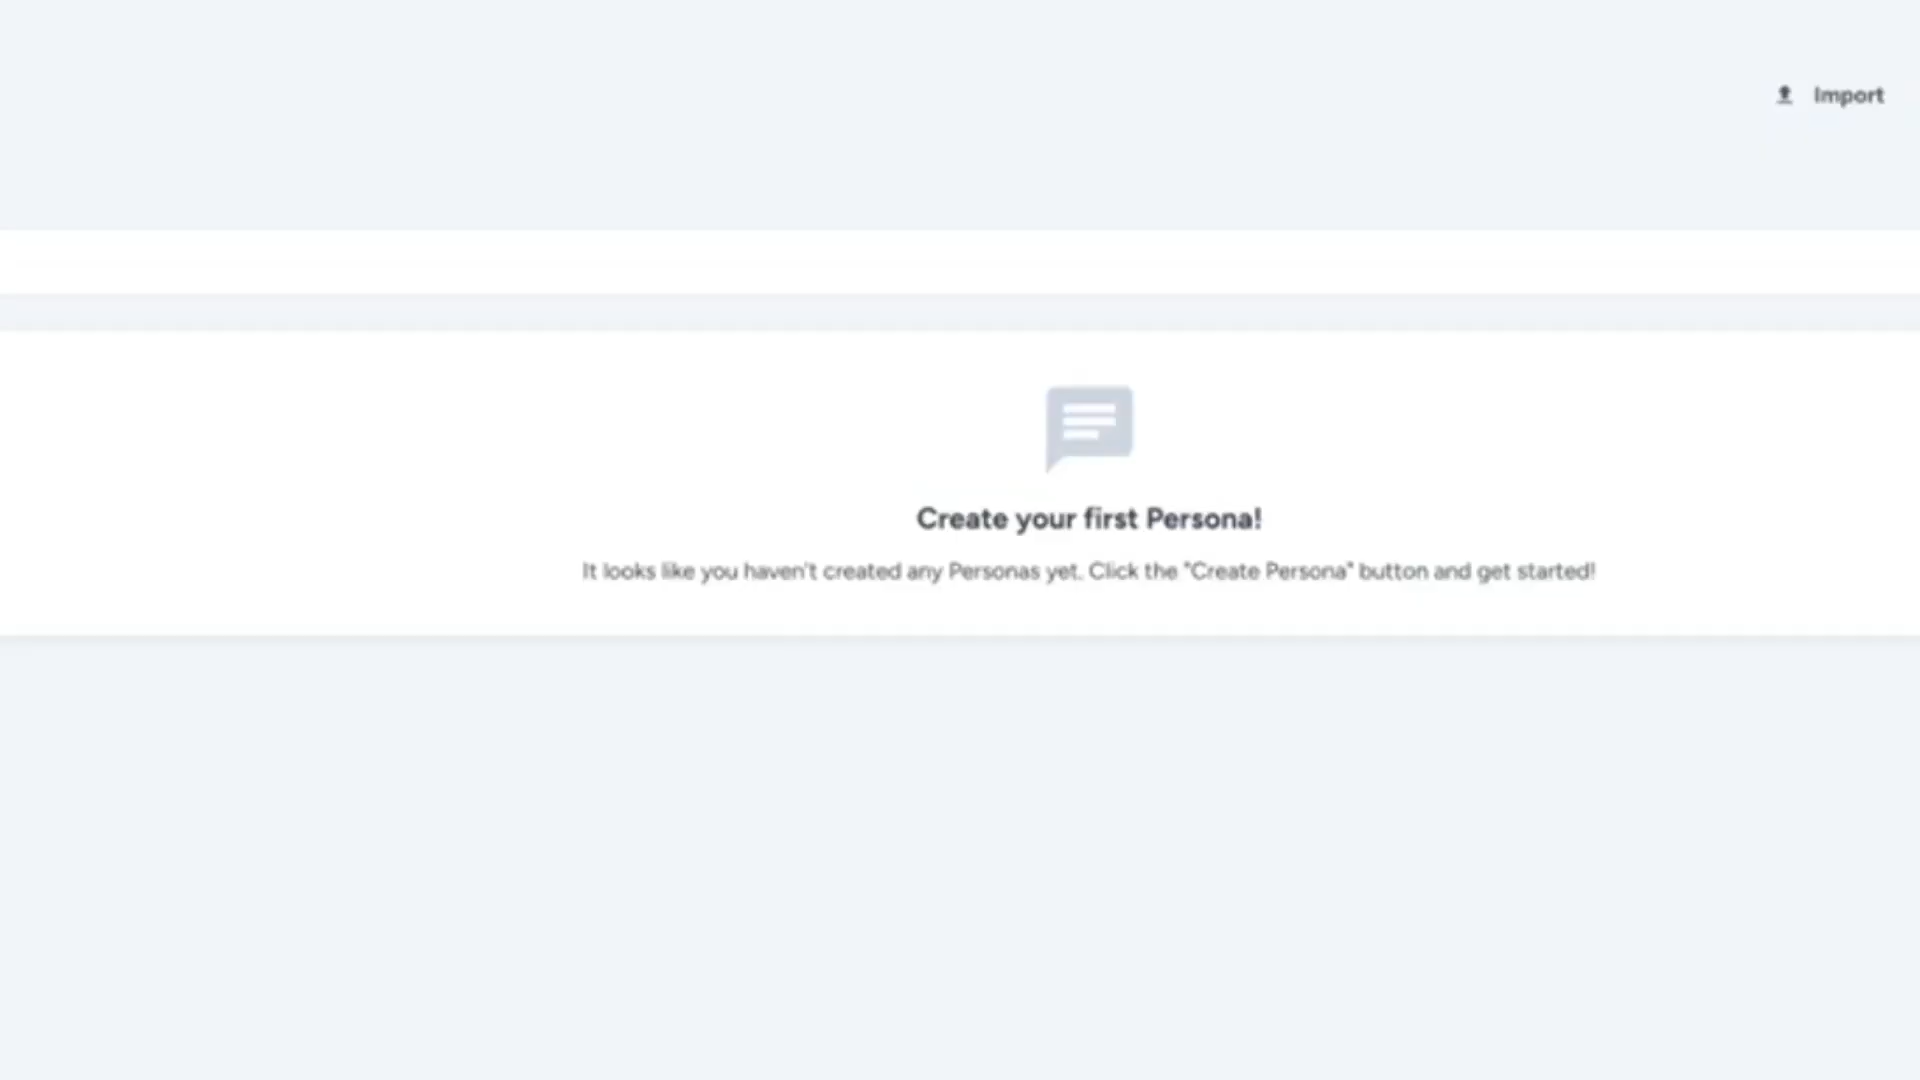 Import
Create your first Persona!
It looks like you haven't created any Personas yet. Click the "Create Persona" button and get started!